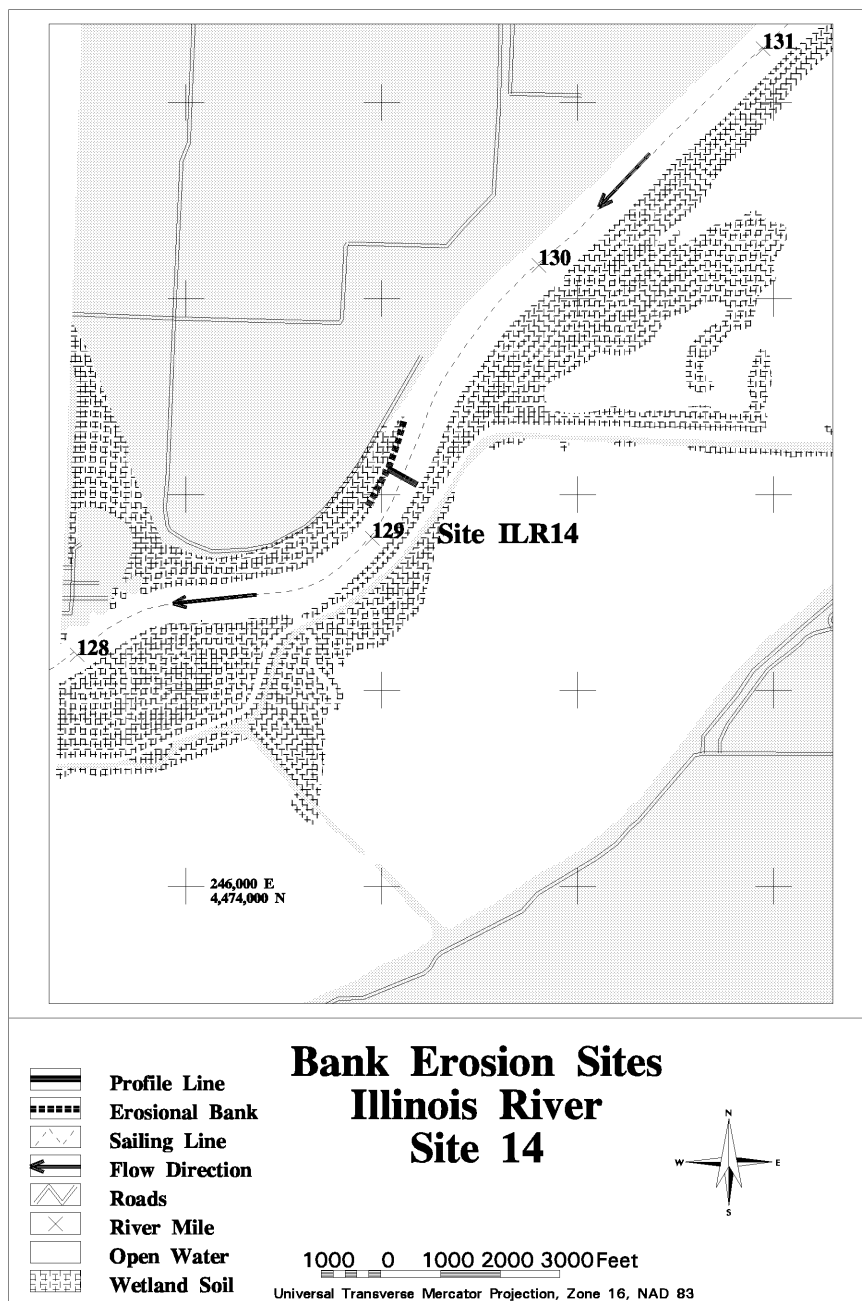 131
130
129
Site ILR14
128
246,000 E
4,474,000 N
Bank Erosion Sites
Illinois River
Site 14
Profile Line
Erosional Bank
Sailing Line
Flow Direction
Roads
River Mile
Open Water
Wetland Soil
N
W E
S
1000 0 1000 2000 3000 Feet
Universal Transverse Mercator Projection, Zone 16, NAD 83